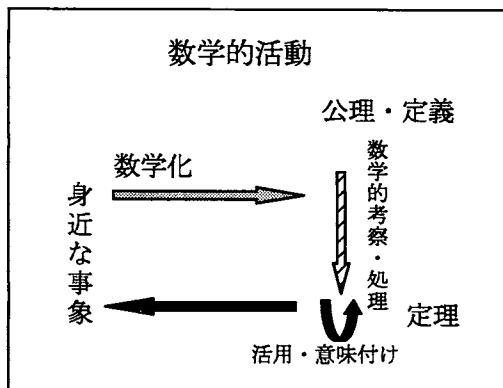 数学的活動
公理・定義
数学化
身近な事象
数学的考察・処理
定理
活用・意味付け